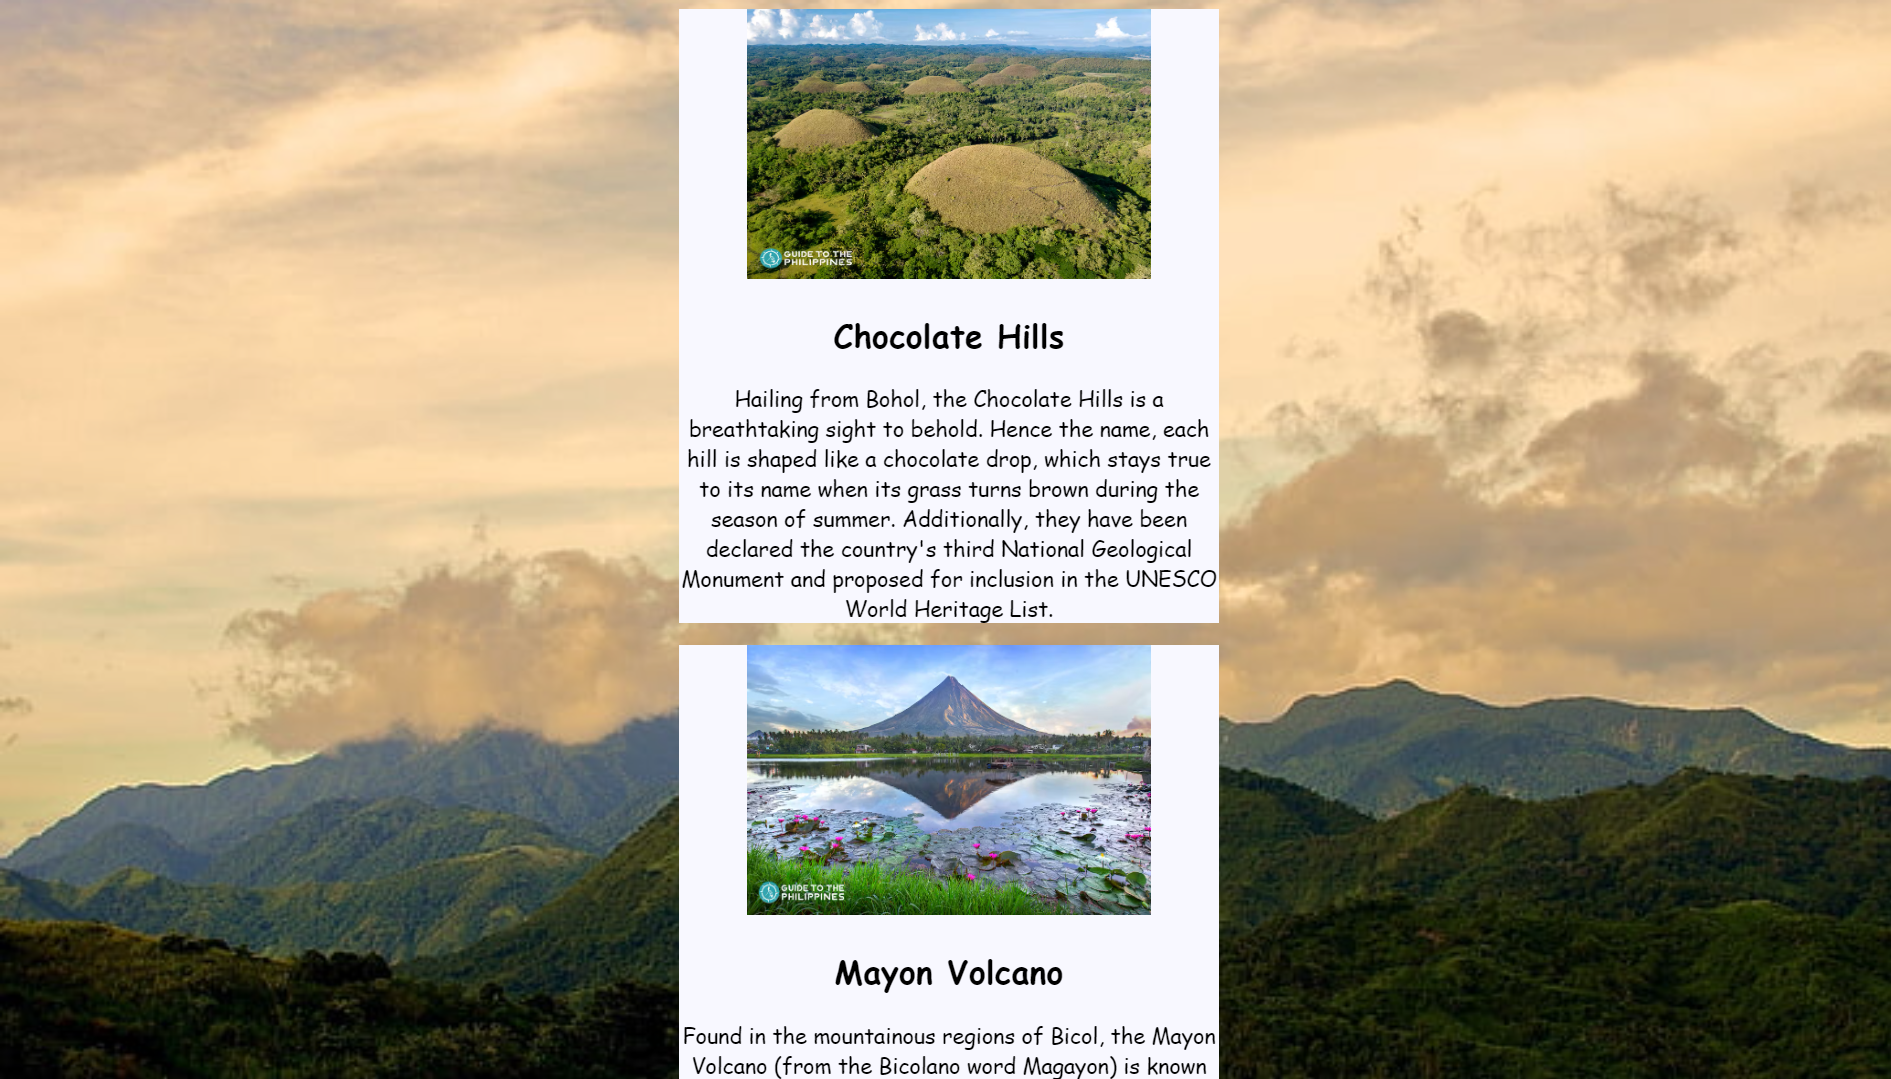 GUIDE TO THE
PHILIPPINES
Chocolate Hills
Hailing from Bohol, the Chocolate Hills is a
breathtaking sight to behold. Hence the name, each
hill is shaped like a chocolate drop, which stays true
to its name when its grass turns brown during the
season of summer. Additionally, they have been
declared the country's third National Geological
Monument and proposed for inclusion in the UNESCO
World Heritage List.
GUIDE TO THE
PHILIPPINES
Mayon Volcano
Found in the mountainous regions of Bicol, the Mayon
Volcano (from the Bicolano word Magayon) is known